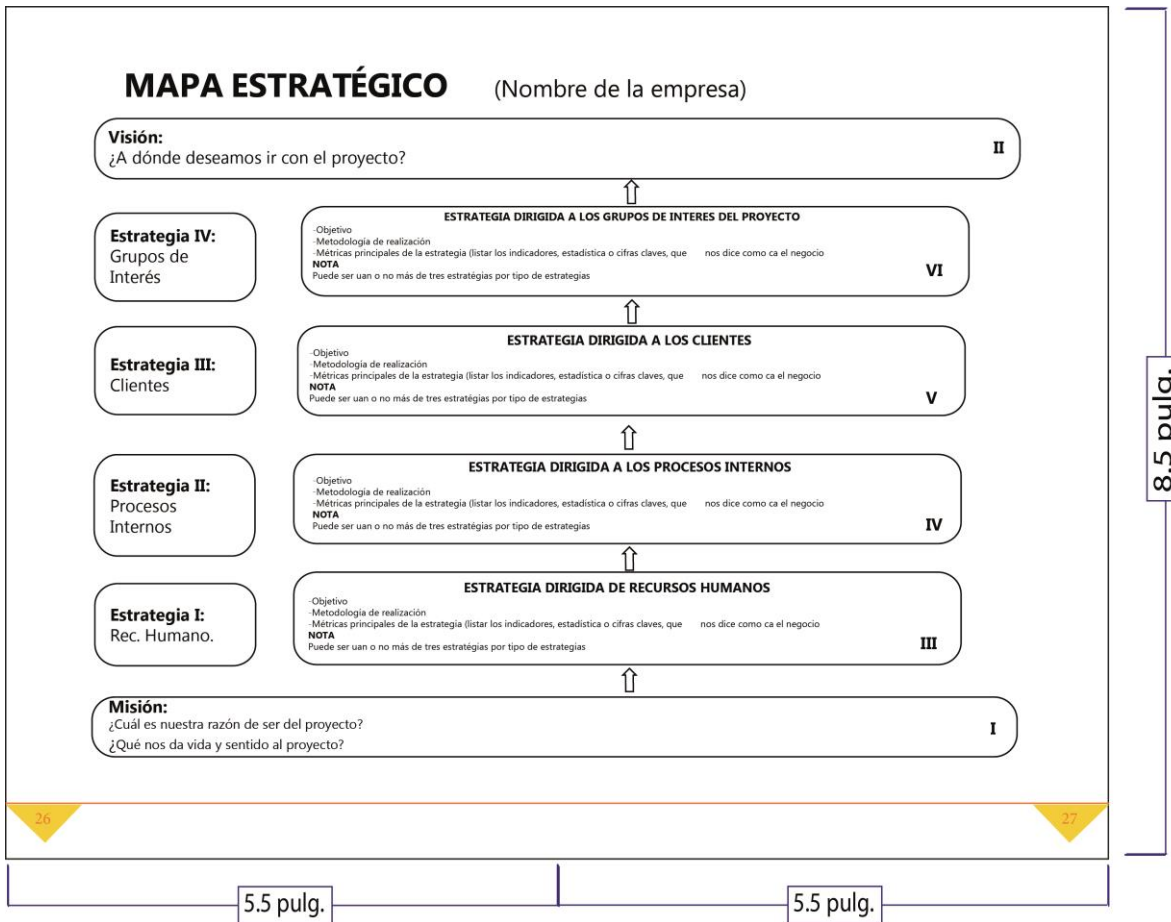 MAPA ESTRATÉGICO (Nombre de la empresa)
Visión:
¿A dónde deseamos ir con el proyecto?
II
Estrategia IV:
Grupos de
Interés
ESTRATEGIA DIRIGIDA A LOS GRUPOS DE INTERES DEL PROYECTO
-Objetivo
-Metodología de realización
-Métricas principales de la estrategia (listar los indicadores, estadística o cifras claves, que nos dice como ca el negocio
NOTA
Puede ser uan o no más de tres estratégias por tipo de estrategias
VI
Estrategia III:
Clientes
ESTRATEGIA DIRIGIDA A LOS CLIENTES
-Objetivo
-Metodología de realización
-Métricas principales de la estrategia (listar los indicadores, estadística o cifras claves, que nos dice como ca el negocio
NOTA
Puede ser uan o no más de tres estratégias por tipo de estrategias
V
Estrategia II:
Procesos
Internos
ESTRATEGIA DIRIGIDA A LOS PROCESOS INTERNOS
-Objetivo
-Metodología de realización
-Métricas principales de la estrategia (listar los indicadores, estadística o cifras claves, que nos dice como ca el negocio
NOTA
Puede ser uan o no más de tres estratégias por tipo de estrategias
IV
Estrategia I:
Rec. Humano.
ESTRATEGIA DIRIGIDA DE RECURSOS HUMANOS
-Objetivo
-Metodología de realización
-Métricas principales de la estrategia (listar los indicadores, estadística o cifras claves, que nos dice como ca el negocio
NOTA
Puede ser uan o no más de tres estratégias por tipo de estrategias
III
Misión:
¿Cuál es nuestra razón de ser del proyecto?
¿Qué nos da vida y sentido al proyecto?
I
26
27
5.5 pulg.
5.5 pulg.
8.5 pulg.